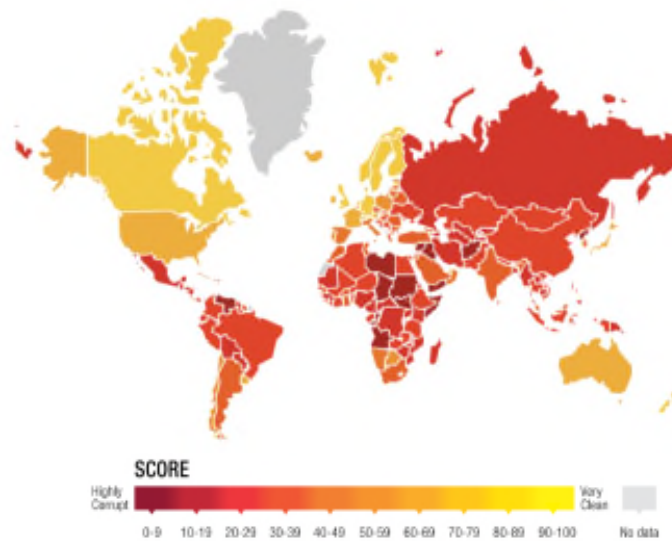 SCORE
Highly Corrupt
Very Clean
0-9 10-19 20-29 30-39 40-49 50-59 60-69 70-79 80-89 90-100 No data